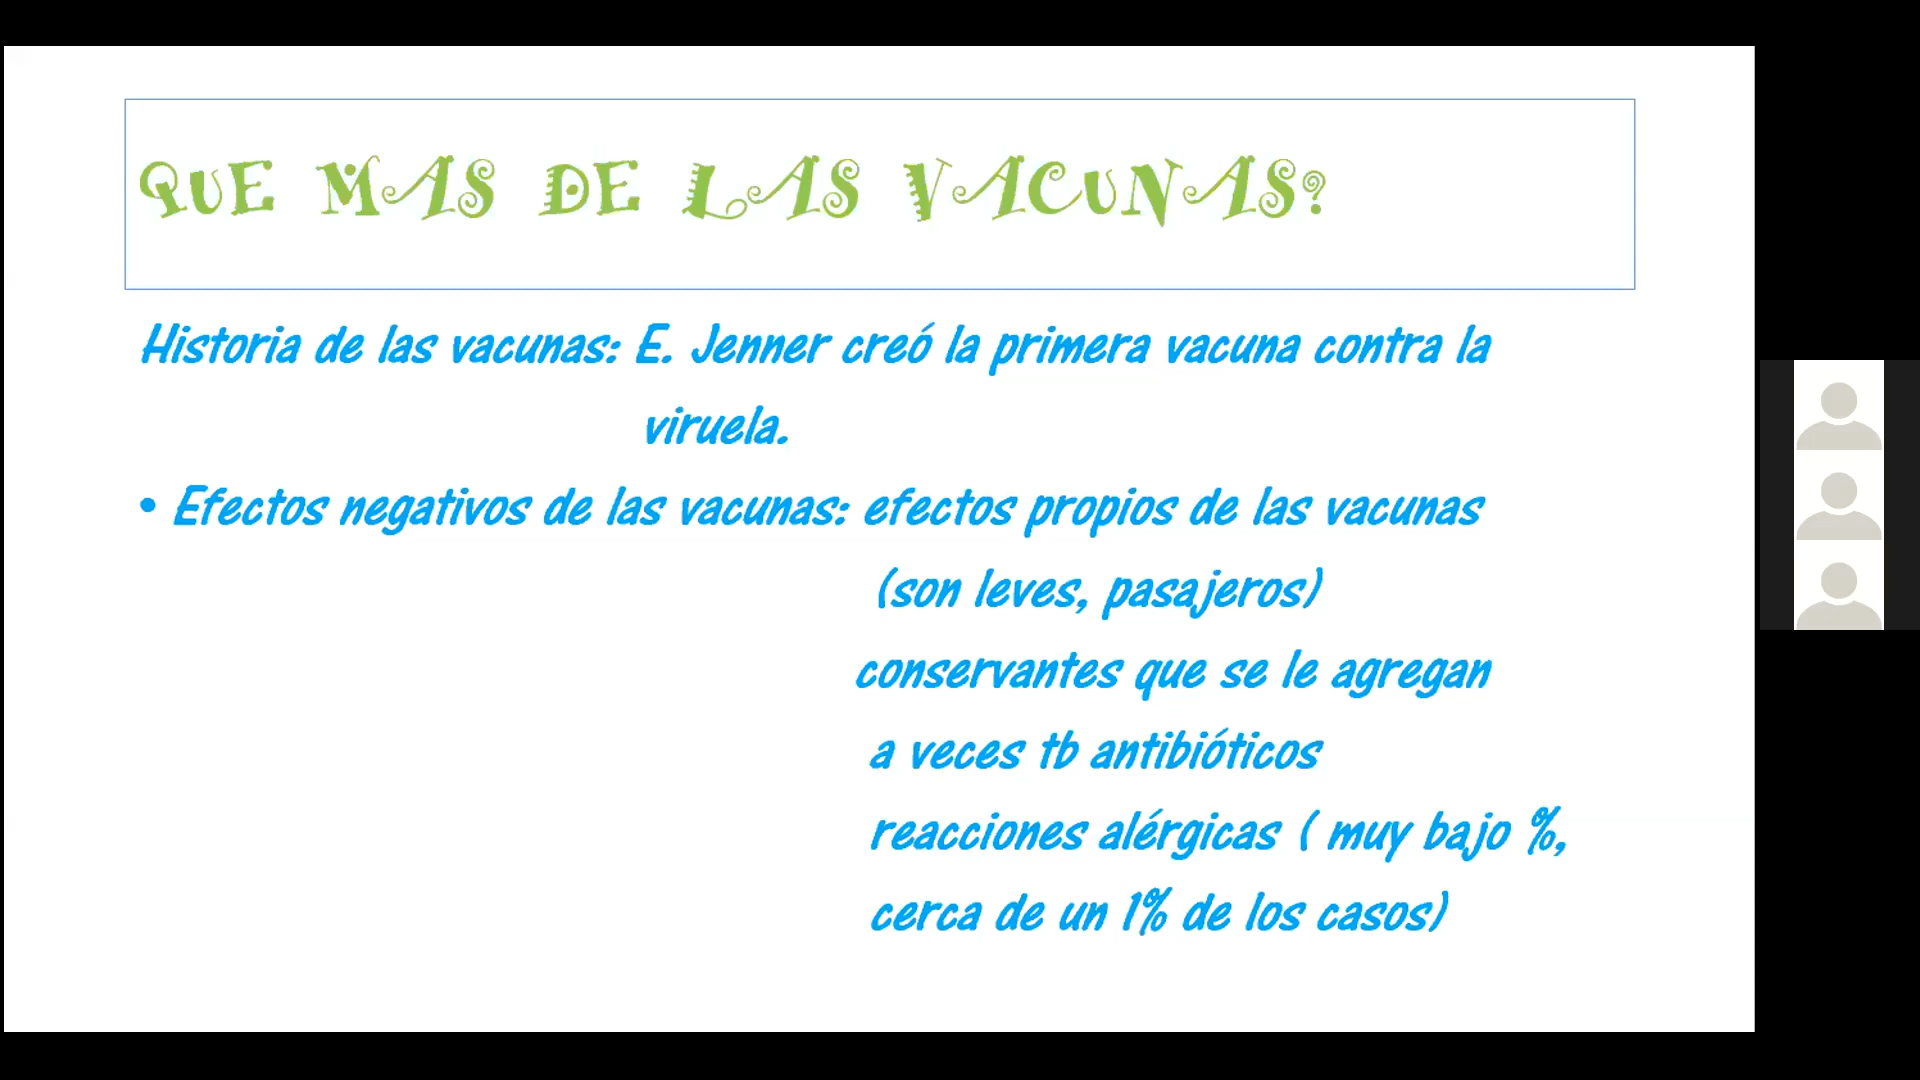 QUE MAS DE LAS VACUNAS?
Historia de las vacunas: E. Jenner creó la primera vacuna contra la
viruela.
• Efectos negativos de las vacunas: efectos propios de las vacunas
(son leves, pasajeros)
conservantes que se le agregan
a veces tb antibióticos
reacciones alérgicas ( muy bajo %,
cerca de un 1% de los casos)